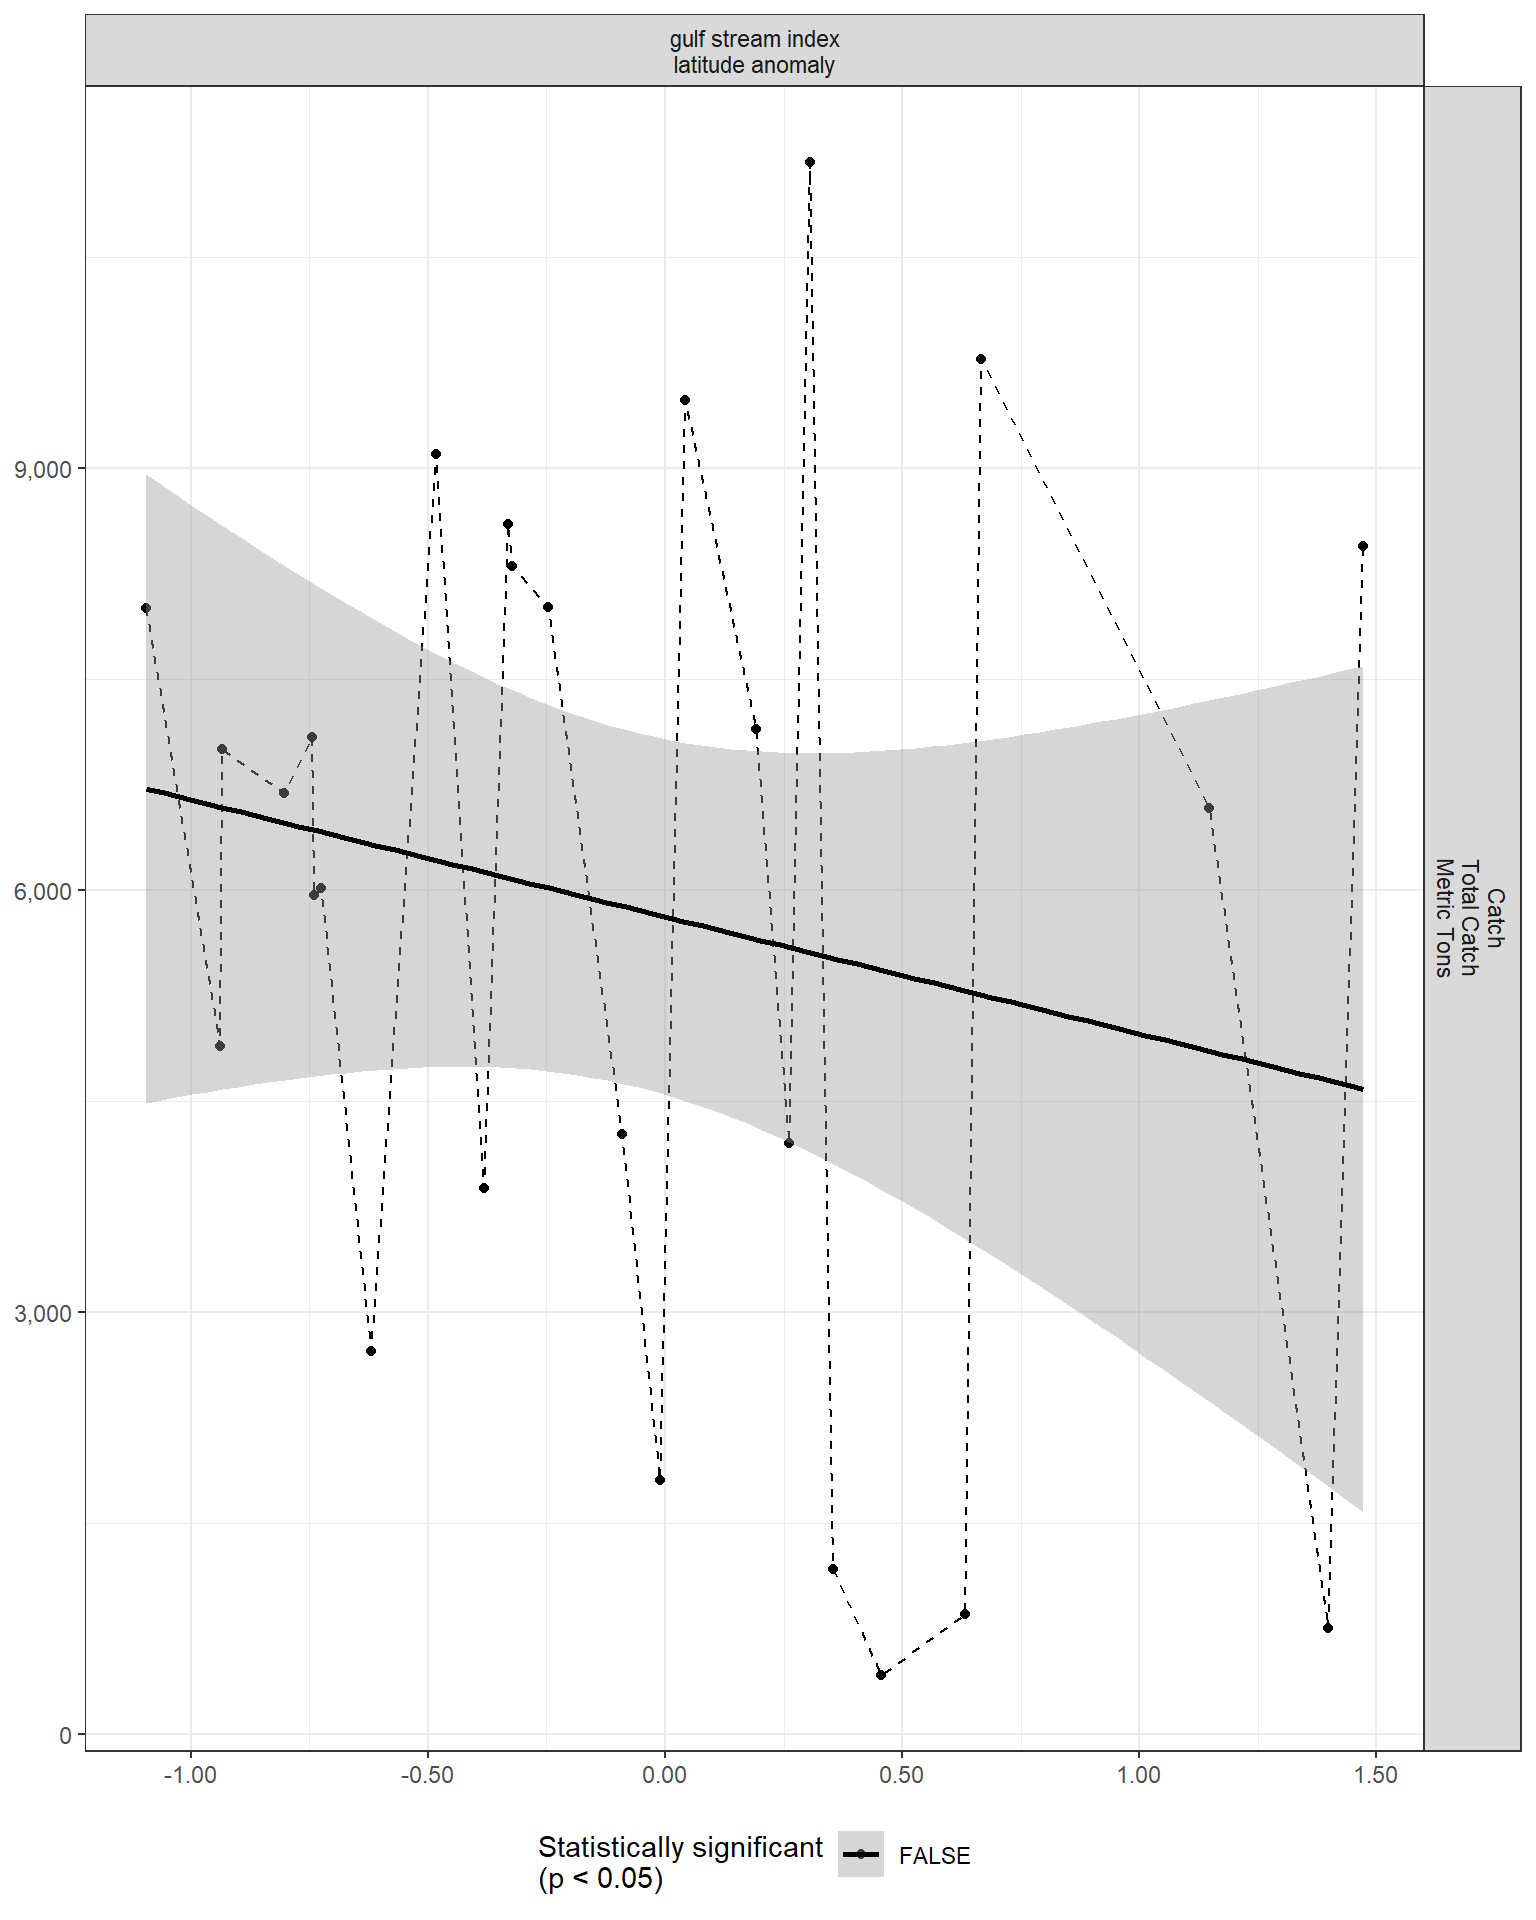 gulf stream index
latitude anomaly
9,000
6,000
3,000
0
Catch
Total Catch
Metric Tons
-1.00
-0.50
0.00
0.50
1.00
1.50
Statistically significant
(p < 0.05)
FALSE